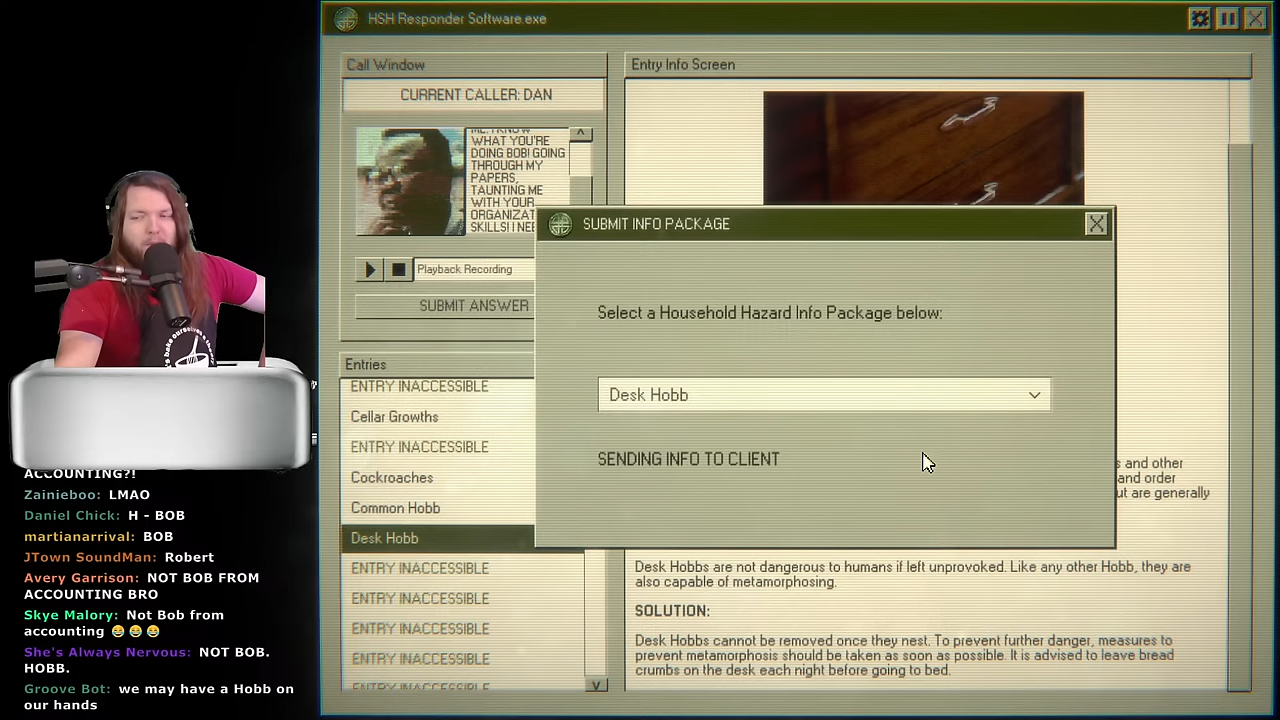 HSH Responder Software.exe
Call Window
CURRENT CALLER: DAN
WHAT YOU'RE
DOING BOB! GOING
THROUGH MY
PAPERS,
TAUNTING ME
WITH YOUR
ORGANIZAT
SKILLS! I NEE
Playback Recording
SUBMIT ANSWER
Entries
ENTRY INACCESSIBLE
Cellar Growths
ENTRY INACCESSIBLE
Cockroaches
Common Hobb
Desk Hobb
ENTRY INACCESSIBLE
ENTRY INACCESSIBLE
ENTRY INACCESSIBLE
ENTRY INACCESSIBLE
ENTRY INACCESSIBLE
Entry Info Screen
SUBMIT INFO PACKAGE
Select a Household Hazard Info Package below:
Desk Hobb
SENDING INFO TO CLIENT
s and other
and order
ut are generally
Desk Hobbs are not dangerous to humans if left unprovoked. Like any other Hobb, they are
also capable of metamorphosing.
SOLUTION:
Desk Hobbs cannot be removed once they nest. To prevent further danger, measures to
prevent metamorphosis should be taken as soon as possible. It is advised to leave bread
crumbs on the desk each night before going to bed.
ACCOUNTING?!
Zainieboo: LMAO
Daniel Chick: H - BOB
martianarrival: BOB
JTown SoundMan: Robert
Avery Garrison: NOT BOB FROM
ACCOUNTING BRO
Skye Malory: Not Bob from
accounting 😂😂😂
She's Always Nervous: NOT BOB.
HOBB.
Groove Bot: we may have a Hobb on
our hands